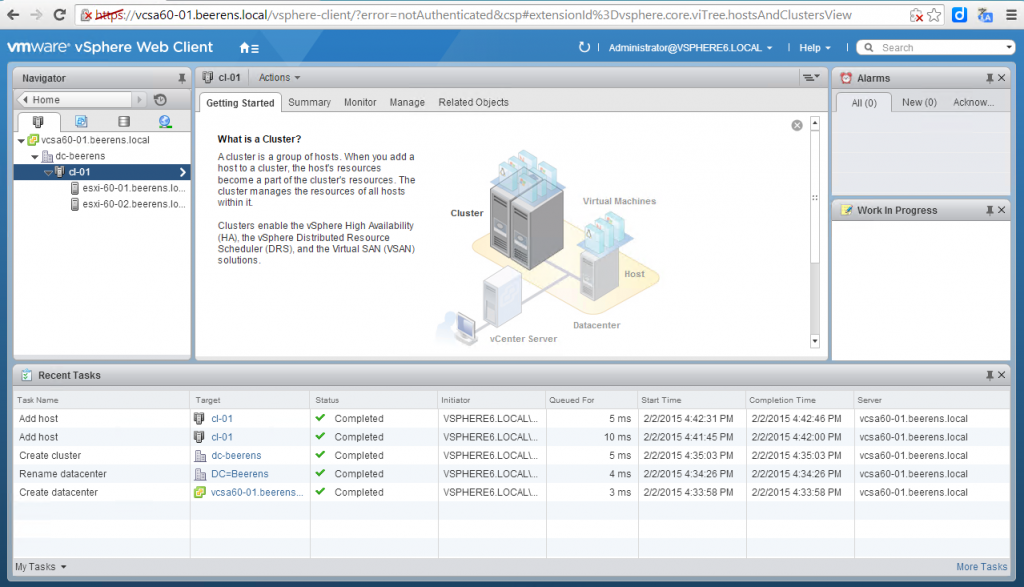 https://vcsa60-01.beerens.local/vsphere-client/?error=notAuthenticated&csp#extensionId%3Dvsphere.core.viTree.hostsAndClustersView
vmware® vSphere Web Client
Administrator@VSPHERE6.LOCAL
Help
Search
Navigator
Home
vcsa60-01.beerens.local
dc-beerens
cl-01
esxi-60-01.beerens.lo...
esxi-60-02.beerens.lo...
cl-01
Actions
Getting Started Summary Monitor Manage Related Objects
What is a Cluster?
A cluster is a group of hosts. When you add
a host to a cluster, the host's resources
become a part of the cluster's resources. The
cluster manages the resources of all hosts
within it.
Clusters enable the vSphere High Availability
(HA), the vSphere Distributed Resource
Scheduler (DRS), and the Virtual SAN (VSAN)
solutions.
Cluster
Virtual Machines
Host
Datacenter
vCenter Server
Alarms
All (0) New (0) Acknow...
Work In Progress
Recent Tasks
Task Name Target Status Initiator Queued For Start Time Completion Time Server
Add host cl-01 Completed VSPHERE6.LOCAL\... 5 ms 2/2/2015 4:42:31 PM 2/2/2015 4:42:46 PM vcsa60-01.beerens.local
Add host cl-01 Completed VSPHERE6.LOCAL\... 10 ms 2/2/2015 4:41:45 PM 2/2/2015 4:42:00 PM vcsa60-01.beerens.local
Create cluster dc-beerens Completed VSPHERE6.LOCAL\... 5 ms 2/2/2015 4:35:03 PM 2/2/2015 4:35:03 PM vcsa60-01.beerens.local
Rename datacenter DC=Beerens Completed VSPHERE6.LOCAL\... 4 ms 2/2/2015 4:34:26 PM 2/2/2015 4:34:26 PM vcsa60-01.beerens.local
Create datacenter vcsa60-01.beerens... Completed VSPHERE6.LOCAL\... 3 ms 2/2/2015 4:33:58 PM 2/2/2015 4:33:58 PM vcsa60-01.beerens.local
My Tasks
More Tasks